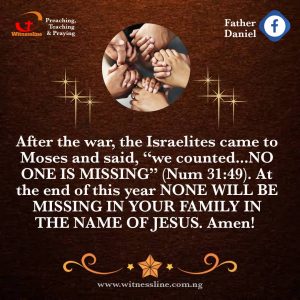 Witnessline
Preaching,
Teaching
& Praying
Father
Daniel
f
After the war, the Israelites came to
Moses and said, “we counted...NO
ONE IS MISSING” (Num 31:49). At
the end of this year NONE WILL BE
MISSING IN YOUR FAMILY IN
THE NAME OF JESUS. Amen!
www.witnessline.com.ng